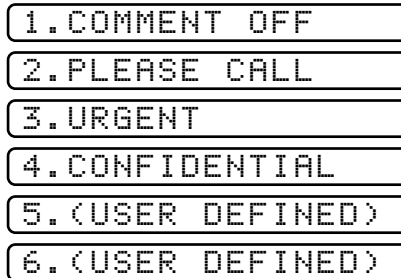 1.COMMENT OFF
2.PLEASE CALL
3.URGENT
4.CONFIDENTIAL
5.(USER DEFINED)
6.(USER DEFINED)